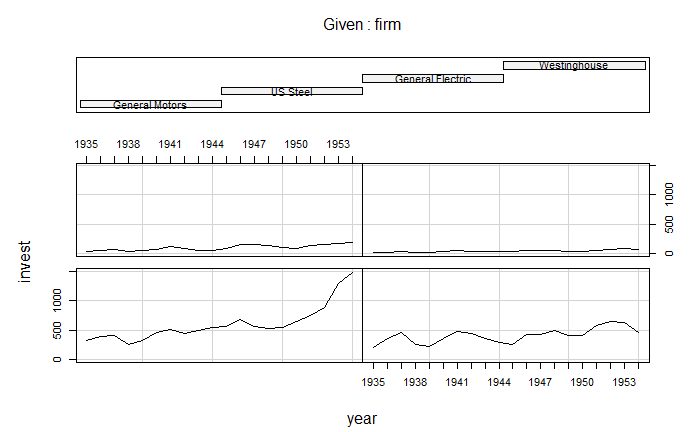 Given : firm
Westinghouse
General Electric
US Steel
General Motors
1935 1938 1941 1944 1947 1950 1953
0 500 1000
invest
0 500 1000
1935 1938 1941 1944 1947 1950 1953
year